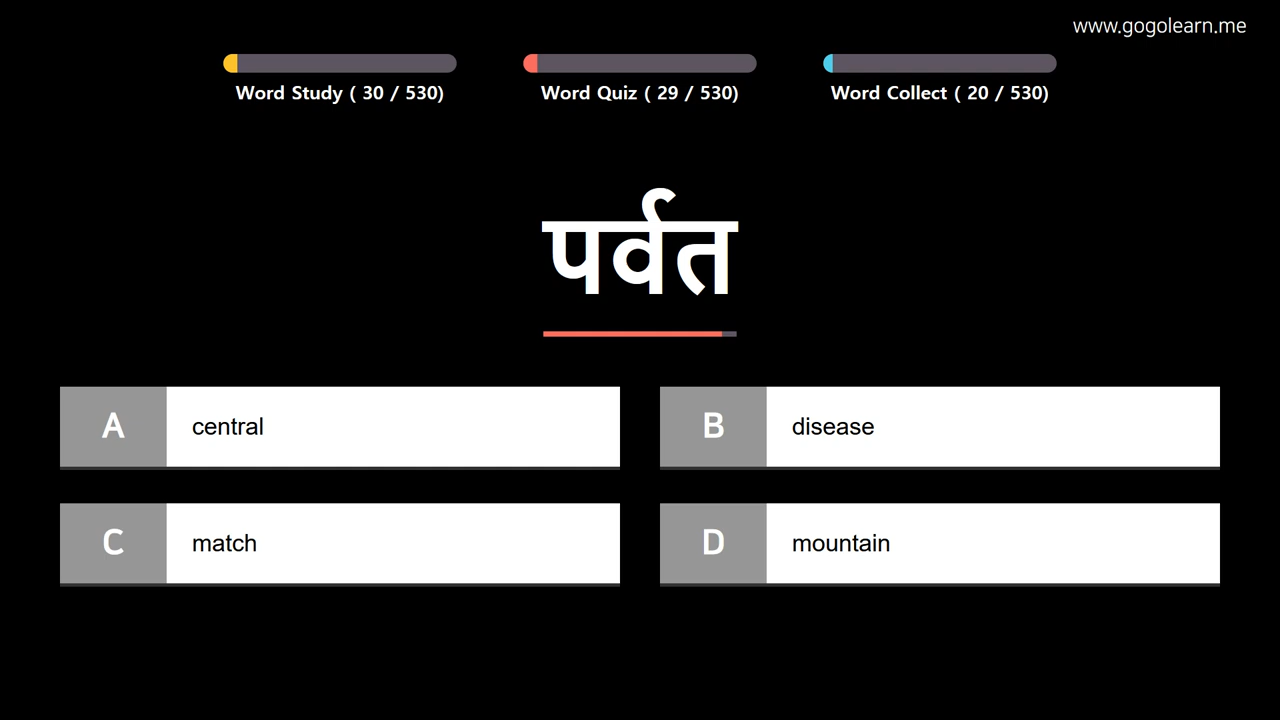 www.gogolearn.me
Word Study ( 30 / 530)
Word Quiz ( 29 / 530)
Word Collect ( 20 / 530)
पर्वत
A central
B disease
C match
D mountain